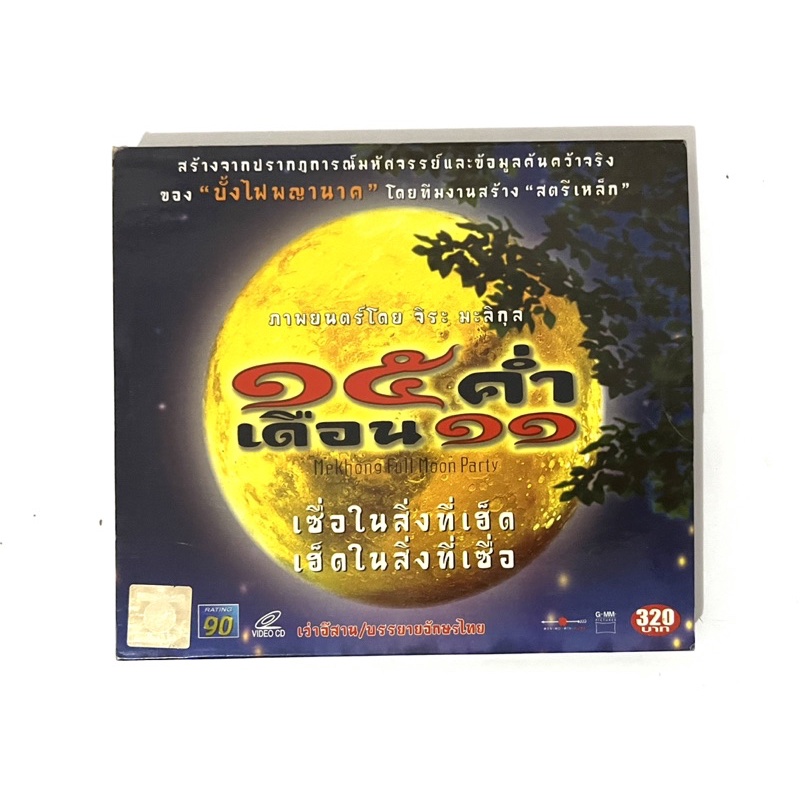 สร้างจากปรากฏการณ์มหัศจรรย์และข้อมูลค้นคว้าจริง
ของ "บั้งไฟพญานาค" โดยทีมงานสร้าง "สตรีเหล็ก"
ภาพยนตร์โดย จิระ มะลิกุล
๑๕ ค่ำ
เดือน ๑๑
Mekhong Full Moon Party
เซื่อในสิ่งที่เฮ็ด
เฮ็ดในสิ่งที่เซื่อ
RATING
90
VIDEO CD
เว่าอีสาน/บรรยายอักษรไทย
G-MM
PICTURES
320
บาท